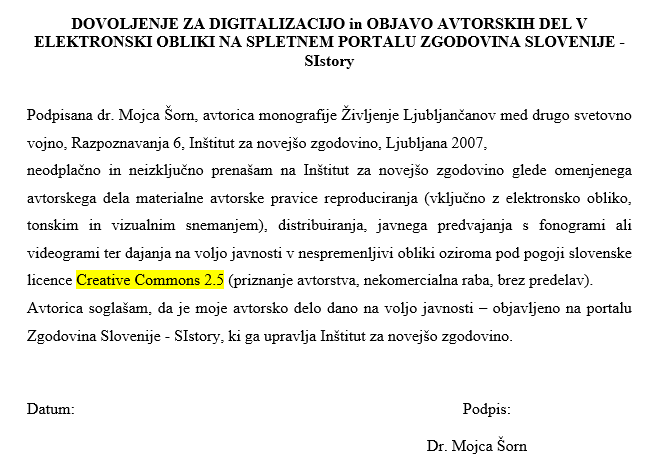 DOVOLJENJE ZA DIGITALIZACIJO in OBJAVO AVTORSKIH DEL V
ELEKTRONSKI OBLIKI NA SPLETNEM PORTALU ZGODOVINA SLOVENIJE -
SIstory
Podpisana dr. Mojca Šorn, avtorica monografije Življenje Ljubljančanov med drugo svetovno
vojno, Razpoznavanja 6, Inštitut za novejšo zgodovino, Ljubljana 2007,
neodplačno in neizključno prenašam na Inštitut za novejšo zgodovino glede omenjenega
avtorskega dela materialne avtorske pravice reproduciranja (vključno z elektronsko obliko,
tonskim in vizualnim snemanjem), distribuiranja, javnega predvajanja s fonogrami ali
videogrami ter dajanja na voljo javnosti v nespremenljivi obliki oziroma pod pogoji slovenske
licence Creative Commons 2.5 (priznanje avtorstva, nekomercialna raba, brez predelav).
Avtorica soglašam, da je moje avtorsko delo dano na voljo javnosti – objavljeno na portalu
Zgodovina Slovenije - SIstory, ki ga upravlja Inštitut za novejšo zgodovino.
Datum: Podpis:
Dr. Mojca Šorn